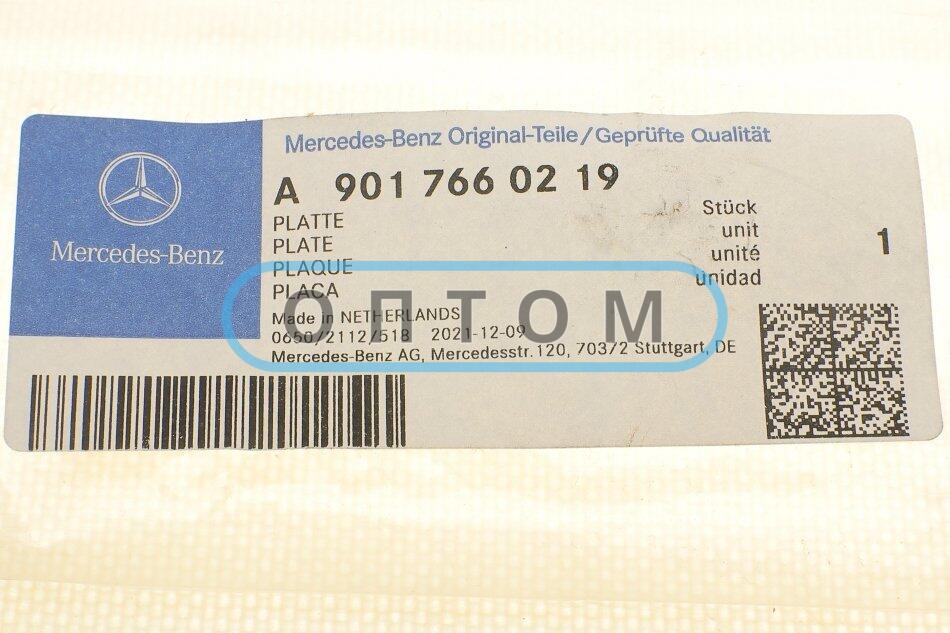 Mercedes-Benz Original-Teile/Geprüfte Qualität
A 901 766 02 19
Mercedes-Benz
PLATTE
PLATE
PLAQUE
PLACA
Stück
unit
unité
unidad
1
ОПТОМ
Made in NETHERLANDS
0650/2112/518 2021-12-09
Mercedes-Benz AG, Mercedesstr.120, 70372 Stuttgart, DE